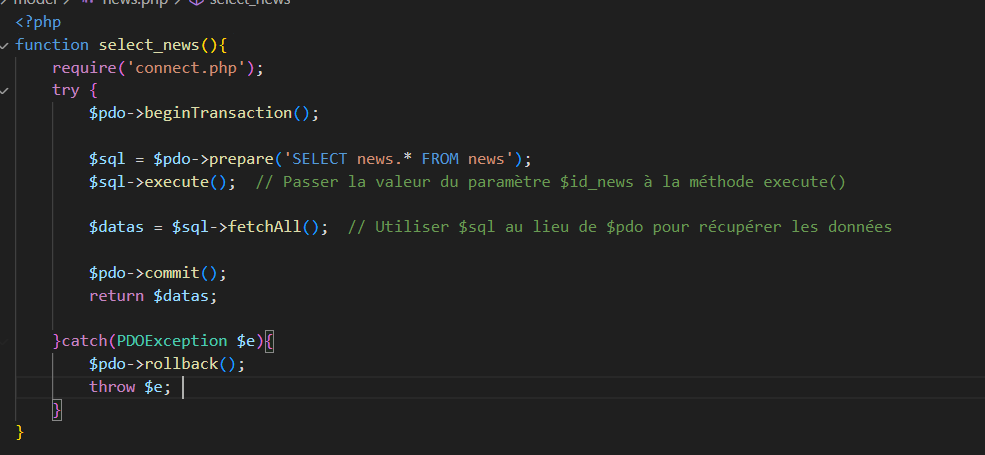 model > news.php > select_news
<?php
function select_news(){
require('connect.php');
try {
$pdo->beginTransaction();
$sql = $pdo->prepare('SELECT news.* FROM news');
$sql->execute();  // Passer la valeur du paramètre $id_news à la méthode execute()
$datas = $sql->fetchAll();  // Utiliser $sql au lieu de $pdo pour récupérer les données
$pdo->commit();
return $datas;
}catch(PDOException $e){
$pdo->rollback();
throw $e;
}
}